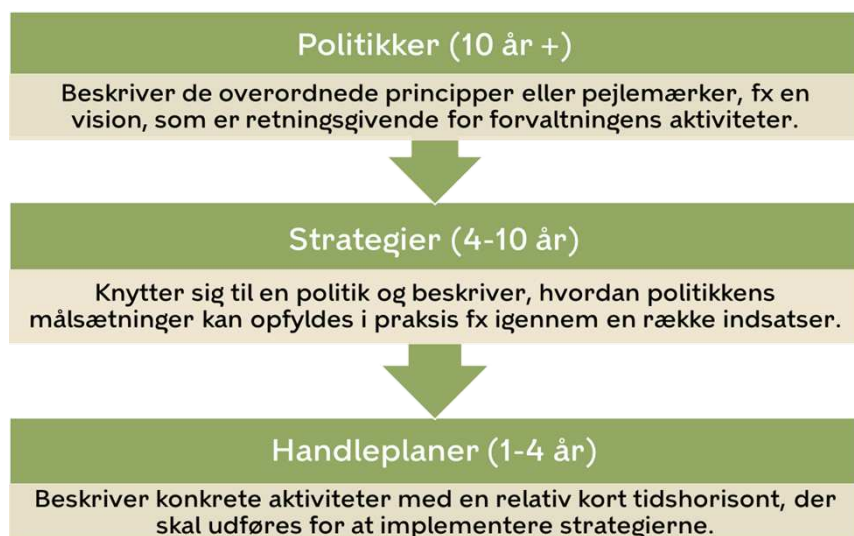 Politikker (10 år +)
Beskriver de overordnede principper eller pejlemærker, fx en
vision, som er retningsgivende for forvaltningens aktiviteter.
Strategier (4-10 år)
Knytter sig til en politik og beskriver, hvordan politikkens
målsætninger kan opfyldes i praksis fx igennem en række indsatser.
Handleplaner (1-4 år)
Beskriver konkrete aktiviteter med en relativ kort tidshorisont, der
skal udføres for at implementere strategierne.